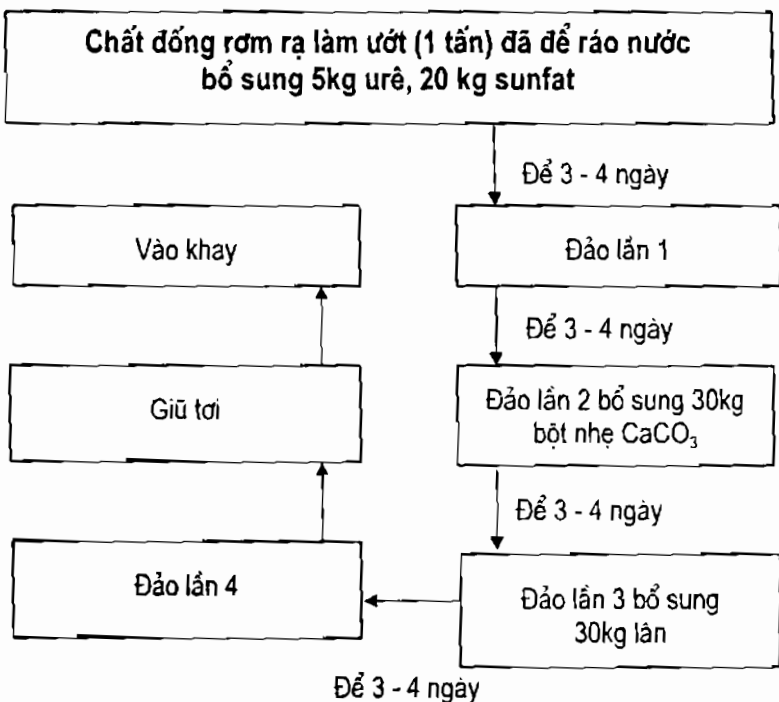 Chất đống rơm rạ làm ướt (1 tấn) đã để ráo nước
bổ sung 5kg urê, 20 kg sunfat
Để 3 - 4 ngày
Đảo lần 1
Để 3 - 4 ngày
Đảo lần 2 bổ sung 30kg
bột nhẹ CaCO₃
Để 3 - 4 ngày
Đảo lần 3 bổ sung
30kg lân
Để 3 - 4 ngày
Đảo lần 4
Giũ tơi
Vào khay